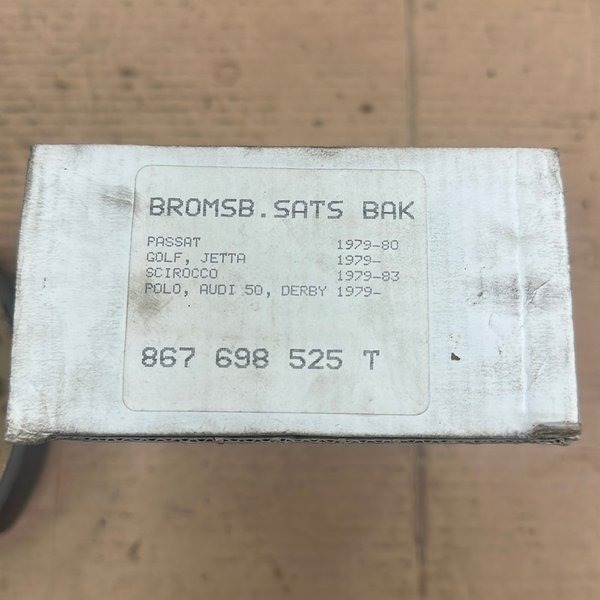 BROMSB.SATS BAK
PASSAT 1979-80
GOLF, JETTA 1979-
SCIROCCO 1979-83
POLO, AUDI 50, DERBY 1979-
867 698 525 T